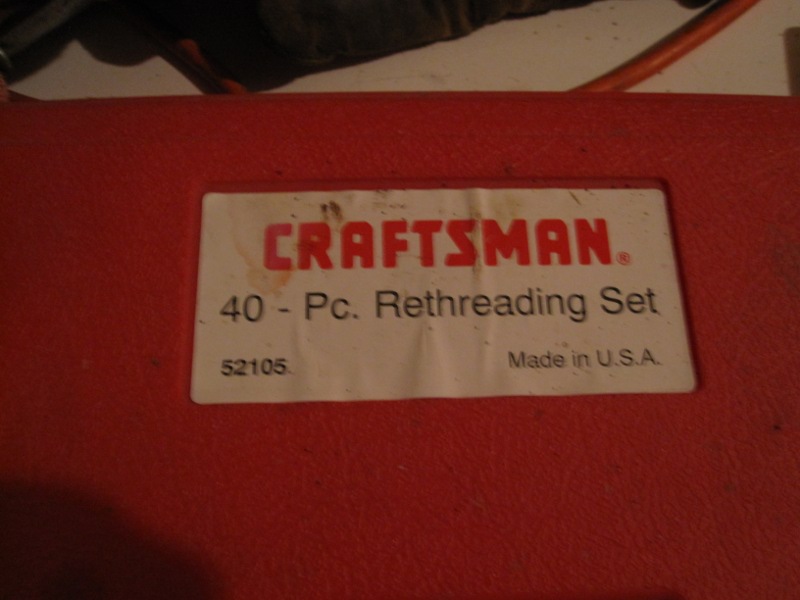 CRAFTSMAN®
40 - Pc. Rethreading Set
52105 Made in U.S.A.